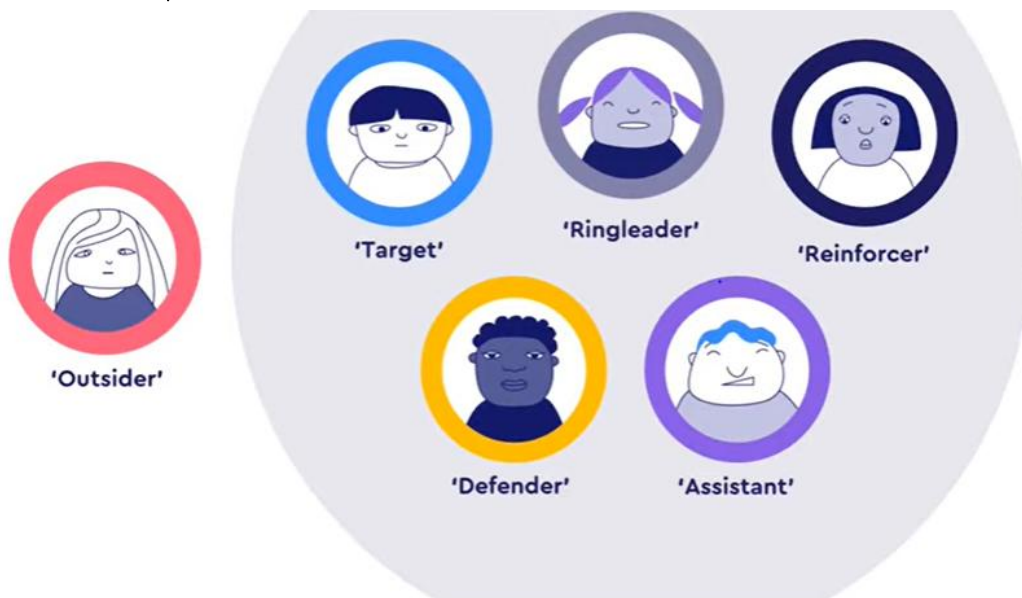 'Target'
'Ringleader'
'Reinforcer'
'Outsider'
'Defender'
'Assistant'